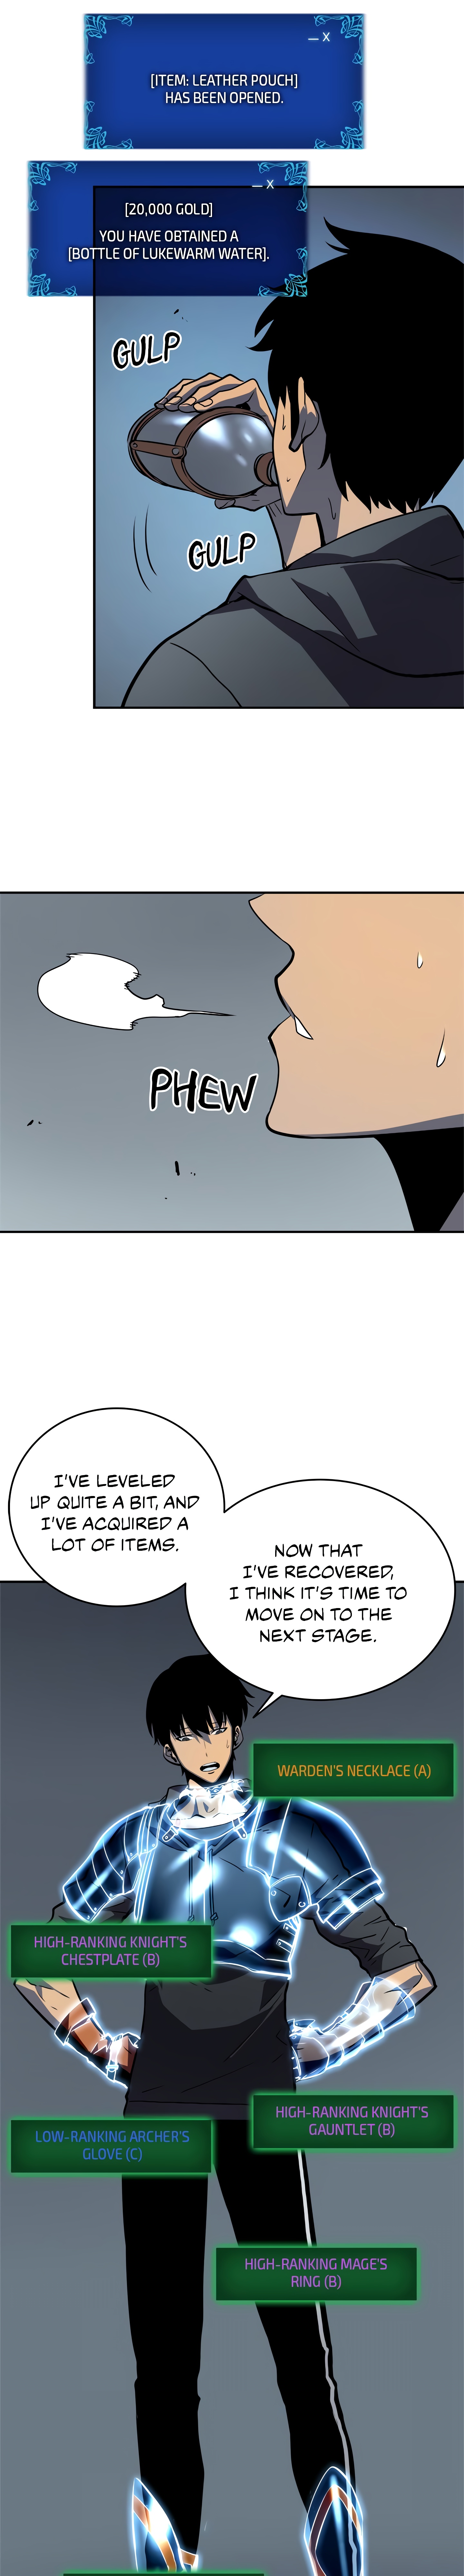 — X
[ITEM: LEATHER POUCH]
HAS BEEN OPENED.
— X
[20,000 GOLD]
YOU HAVE OBTAINED A
[BOTTLE OF LUKEWARM WATER].
GULP
GULP
PHEW
I'VE LEVELED
UP QUITE A BIT, AND
I'VE ACQUIRED A
LOT OF ITEMS.
NOW THAT
I'VE RECOVERED,
I THINK IT'S TIME TO
MOVE ON TO THE
NEXT STAGE.
WARDEN'S NECKLACE (A)
HIGH-RANKING KNIGHT'S
CHESTPLATE (B)
HIGH-RANKING KNIGHT'S
GAUNTLET (B)
LOW-RANKING ARCHER'S
GLOVE (C)
HIGH-RANKING MAGE'S
RING (B)